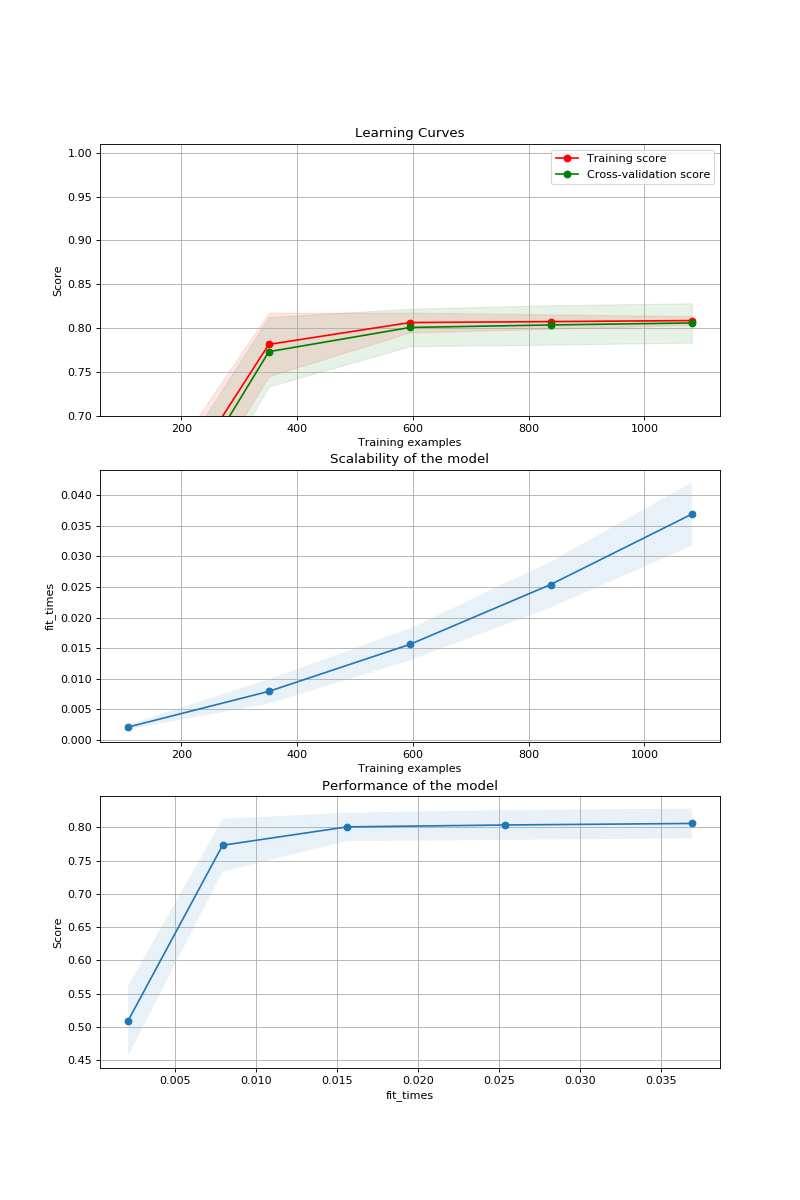 Learning Curves
1.00
0.95
0.90
0.85
0.80
0.75
0.70
Score
Training score
Cross-validation score
200 400 600 800 1000
Training examples
Scalability of the model
0.040
0.035
0.030
0.025
0.020
0.015
0.010
0.005
0.000
fit_times
200 400 600 800 1000
Training examples
Performance of the model
0.80
0.75
0.70
0.65
0.60
0.55
0.50
0.45
Score
0.005 0.010 0.015 0.020 0.025 0.030 0.035
fit_times